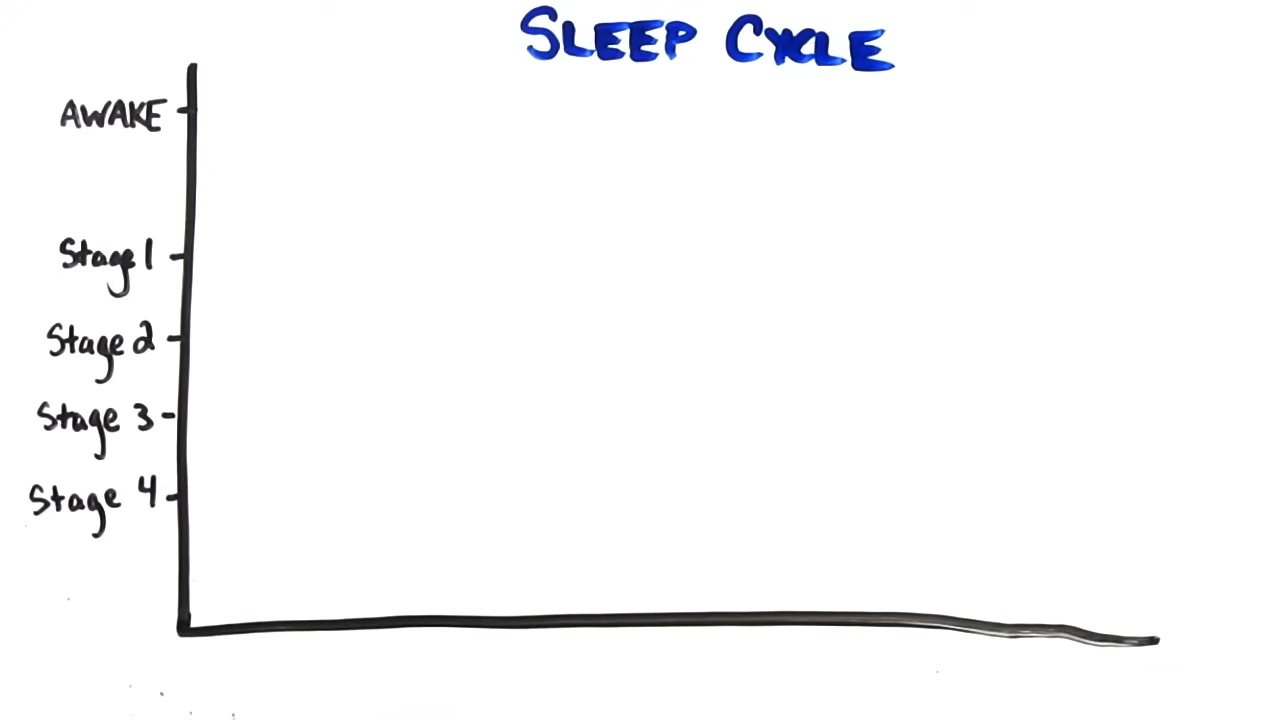 SLEEP CYCLE
AWAKE
Stage 1
Stage 2
Stage 3
Stage 4